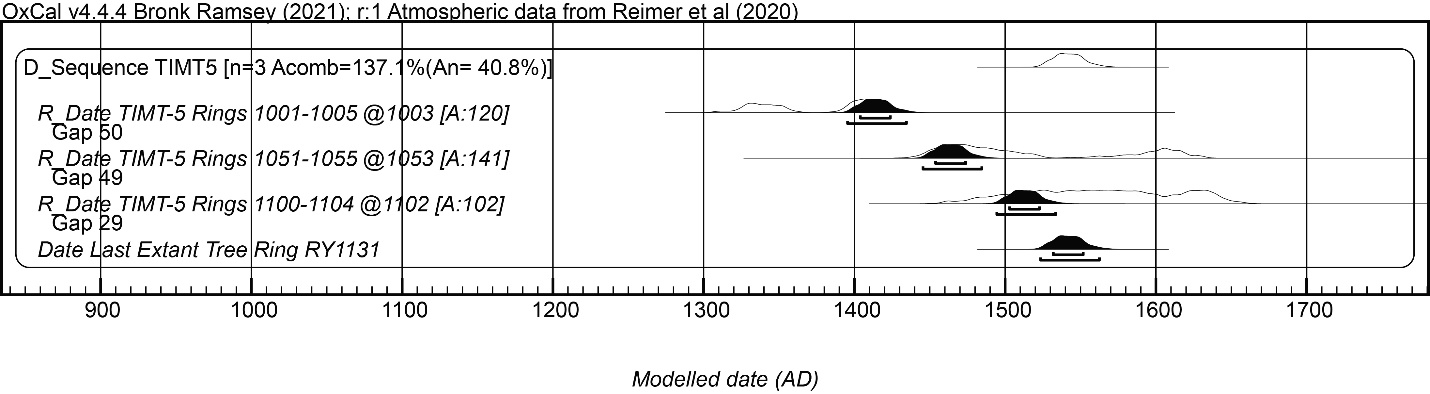 OxCal v4.4.4 Bronk Ramsey (2021); r:1 Atmospheric data from Reimer et al (2020)
D_Sequence TIMT5 [n=3 Acomb=137.1%(An= 40.8%)]
R_Date TIMT-5 Rings 1001-1005 @1003 [A:120]
Gap 50
R_Date TIMT-5 Rings 1051-1055 @1053 [A:141]
Gap 49
R_Date TIMT-5 Rings 1100-1104 @1102 [A:102]
Gap 29
Date Last Extant Tree Ring RY1131
900 1000 1100 1200 1300 1400 1500 1600 1700
Modelled date (AD)